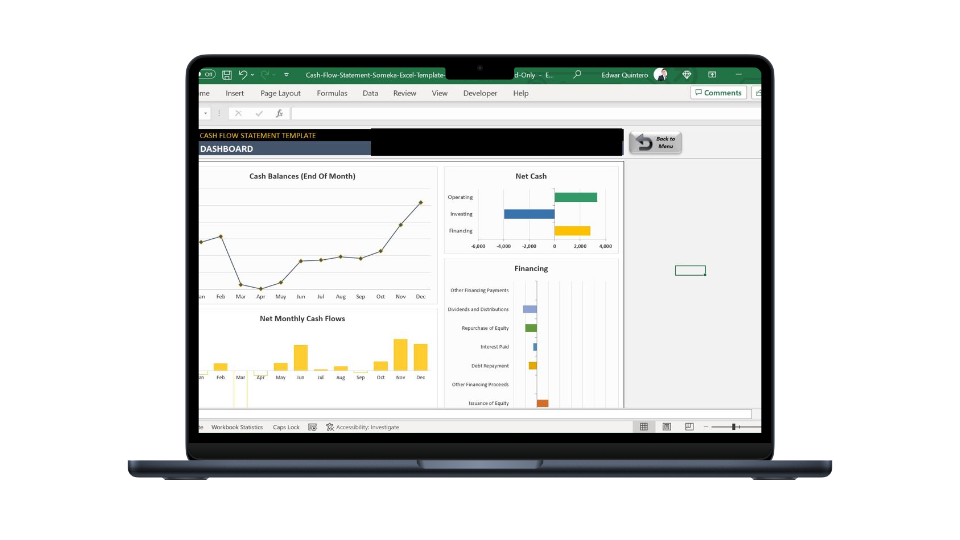 Off
Cash-Flow-Statement-Someka-Excel-Template-
d-Only - E...
Edwar Quintero
Insert
Page Layout
Formulas
Data
Review
View
Developer
Help
Comments
fx
CASH FLOW STATEMENT TEMPLATE
DASHBOARD
Back to
Menu
Cash Balances (End Of Month)
Feb Mar Apr May Jun Jul Aug Sep Oct Nov Dec
Net Cash
Operating
Investing
Financing
-6,000 -4,000 -2,000 0 2,000 4,000
Net Monthly Cash Flows
Feb Mar Apr May Jun Jul Aug Sep Oct Nov Dec
Financing
Other Financing Payments
Dividends and Distributions
Repurchase of Equity
Interest Paid
Debt Repayment
Other Financing Proceeds
Issuance of Equity
Workbook Statistics
Caps Lock
Accessibility: Investigate